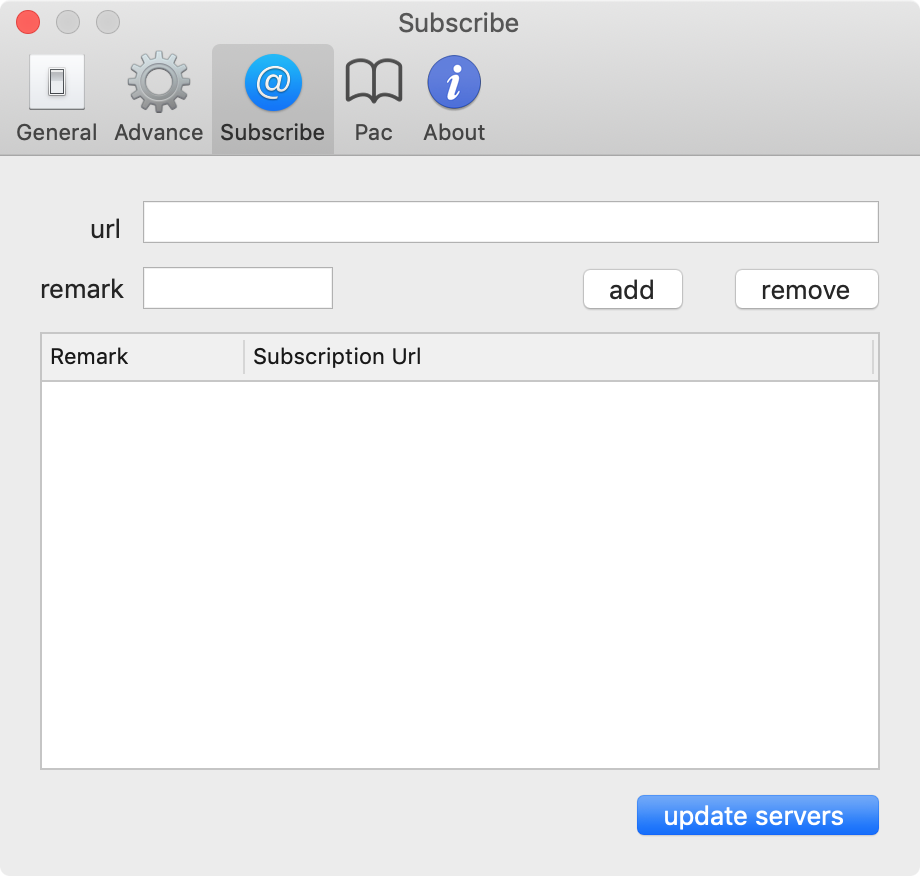 Subscribe
General Advance Subscribe Pac About
url
remark add remove
Remark Subscription Url
update servers